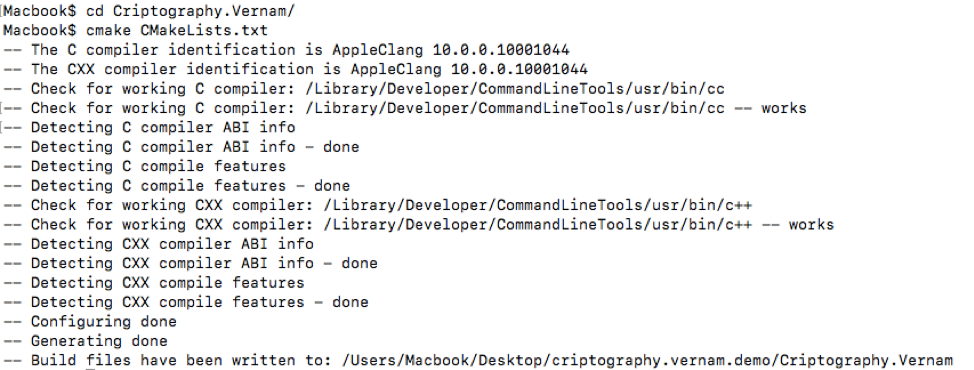 [Macbook$ cd Criptography.Vernam/
Macbook$ cmake CMakeLists.txt
-- The C compiler identification is AppleClang 10.0.0.10001044
-- The CXX compiler identification is AppleClang 10.0.0.10001044
-- Check for working C compiler: /Library/Developer/CommandLineTools/usr/bin/cc
[-- Check for working C compiler: /Library/Developer/CommandLineTools/usr/bin/cc -- works
[-- Detecting C compiler ABI info
-- Detecting C compiler ABI info - done
-- Detecting C compile features
-- Detecting C compile features - done
-- Check for working CXX compiler: /Library/Developer/CommandLineTools/usr/bin/c++
-- Check for working CXX compiler: /Library/Developer/CommandLineTools/usr/bin/c++ -- works
-- Detecting CXX compiler ABI info
-- Detecting CXX compiler ABI info - done
-- Detecting CXX compile features
-- Detecting CXX compile features - done
-- Configuring done
-- Generating done
-- Build files have been written to: /Users/Macbook/Desktop/criptography.vernam.demo/Criptography.Vernam